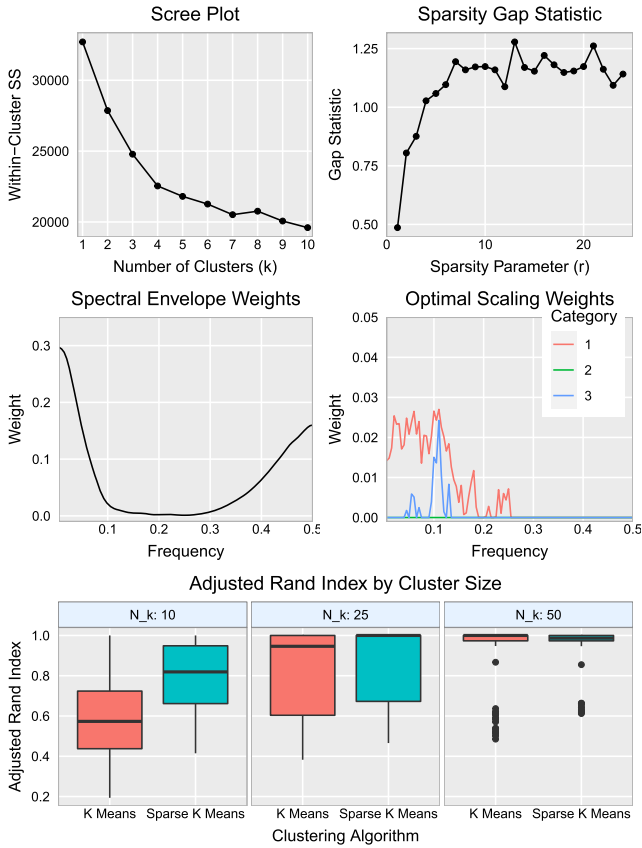 Scree Plot
Within−Cluster SS
30000
25000
20000
1 2 3 4 5 6 7 8 9 10
Number of Clusters (k)
Sparsity Gap Statistic
Gap Statistic
1.25
1.00
0.75
0.50
0 10 20
Sparsity Parameter (r)
Spectral Envelope Weights
Weight
0.3
0.2
0.1
0.0
0.1 0.2 0.3 0.4 0.5
Frequency
Optimal Scaling Weights
Category
1
2
3
Weight
0.05
0.04
0.03
0.02
0.01
0.00
0.1 0.2 0.3 0.4 0.5
Frequency
Adjusted Rand Index by Cluster Size
N_k: 10 N_k: 25 N_k: 50
Adjusted Rand Index
1.0
0.8
0.6
0.4
0.2
K Means Sparse K Means K Means Sparse K Means K Means Sparse K Means
Clustering Algorithm